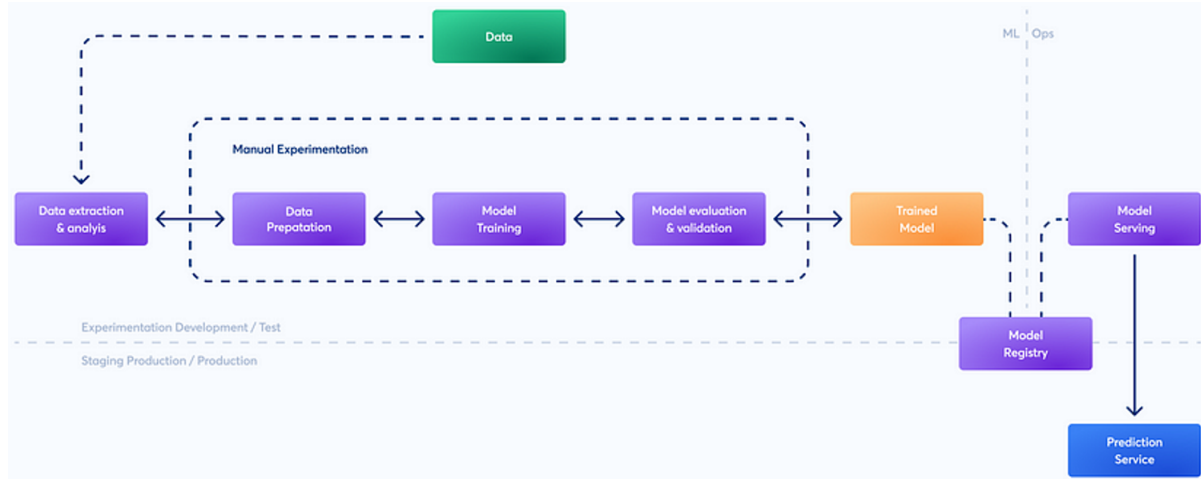 Data
ML
Ops
Manual Experimentation
Data extraction
& analyis
Data
Prepatation
Model
Training
Model evaluation
& validation
Trained
Model
Model
Serving
Experimentation Development / Test
Staging Production / Production
Model
Registry
Prediction
Service